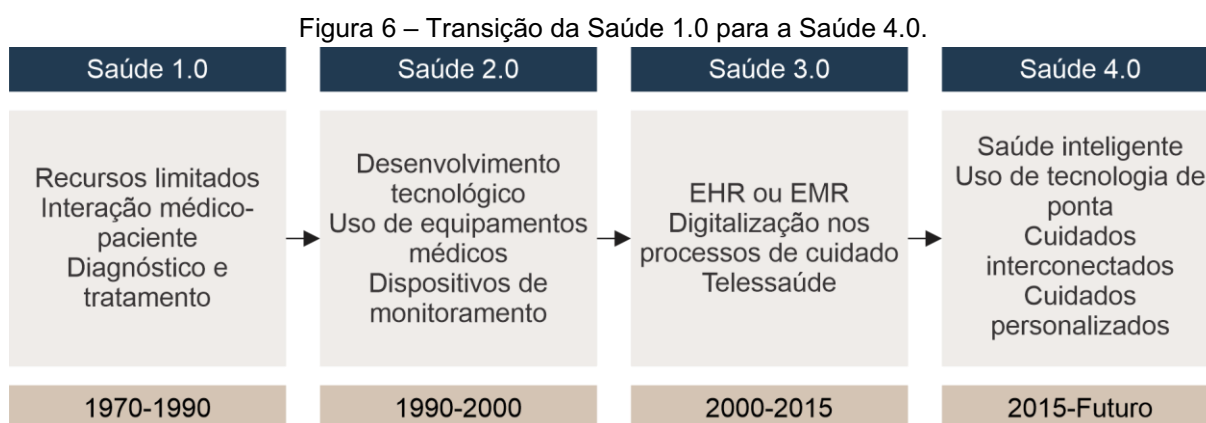 Figura 6 – Transição da Saúde 1.0 para a Saúde 4.0.
Saúde 1.0
Recursos limitados
Interação médico-
paciente
Diagnóstico e
tratamento
1970-1990
Saúde 2.0
Desenvolvimento
tecnológico
Uso de equipamentos
médicos
Dispositivos de
monitoramento
1990-2000
Saúde 3.0
EHR ou EMR
Digitalização nos
processos de cuidado
Telessaúde
2000-2015
Saúde 4.0
Saúde inteligente
Uso de tecnologia de
ponta
Cuidados
interconectados
Cuidados
personalizados
2015-Futuro